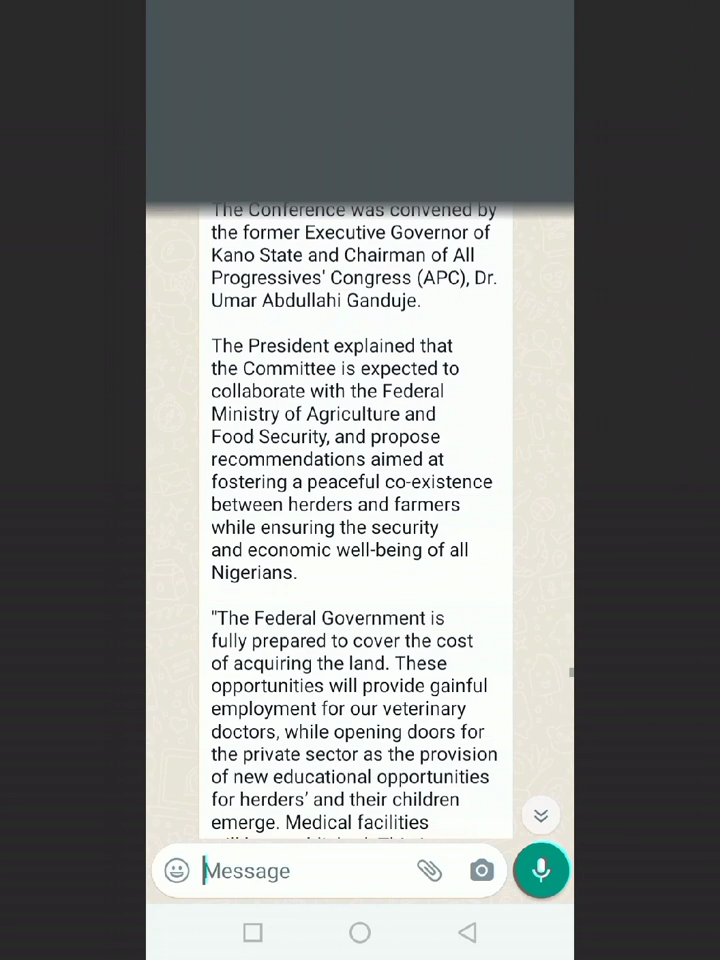 The Conference was convened by
the former Executive Governor of
Kano State and Chairman of All
Progressives' Congress (APC), Dr.
Umar Abdullahi Ganduje.
The President explained that
the Committee is expected to
collaborate with the Federal
Ministry of Agriculture and
Food Security, and propose
recommendations aimed at
fostering a peaceful co-existence
between herders and farmers
while ensuring the security
and economic well-being of all
Nigerians.
"The Federal Government is
fully prepared to cover the cost
of acquiring the land. These
opportunities will provide gainful
employment for our veterinary
doctors, while opening doors for
the private sector as the provision
of new educational opportunities
for herders’ and their children
emerge. Medical facilities
Message